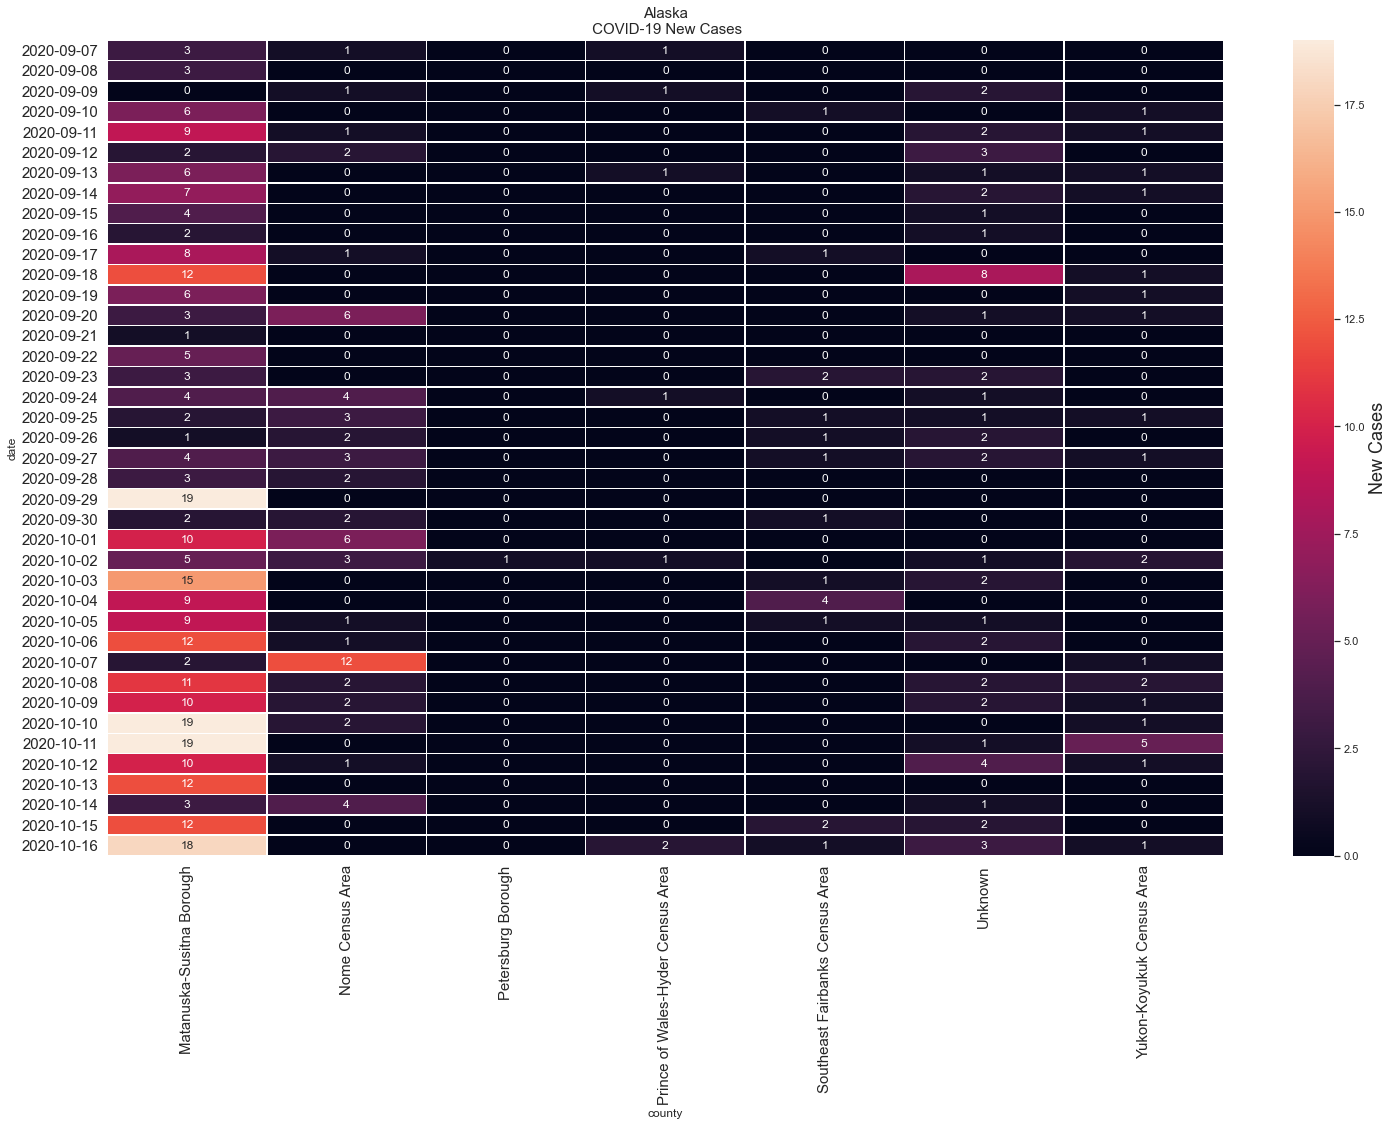 Alaska
COVID-19 New Cases
2020-09-07 3 1 0 1 0 0 0
2020-09-08 3 0 0 0 0 0 0
2020-09-09 0 1 0 1 0 2 0
2020-09-10 6 0 0 0 1 0 1
2020-09-11 9 1 0 0 0 2 1
2020-09-12 2 2 0 0 0 3 0
2020-09-13 6 0 0 1 0 1 1
2020-09-14 7 0 0 0 0 2 1
2020-09-15 4 0 0 0 0 1 0
2020-09-16 2 0 0 0 0 1 0
2020-09-17 8 1 0 0 1 0 0
2020-09-18 12 0 0 0 0 8 1
2020-09-19 6 0 0 0 0 0 1
2020-09-20 3 6 0 0 0 1 1
2020-09-21 1 0 0 0 0 0 0
2020-09-22 5 0 0 0 0 0 0
2020-09-23 3 0 0 0 2 2 0
2020-09-24 4 4 0 1 0 1 0
2020-09-25 2 3 0 0 1 1 1
2020-09-26 1 2 0 0 1 2 0
2020-09-27 4 3 0 0 1 2 1
2020-09-28 3 2 0 0 0 0 0
2020-09-29 19 0 0 0 0 0 0
2020-09-30 2 2 0 0 1 0 0
2020-10-01 10 6 0 0 0 0 0
2020-10-02 5 3 1 1 0 1 2
2020-10-03 15 0 0 0 1 2 0
2020-10-04 9 0 0 0 4 0 0
2020-10-05 9 1 0 0 1 1 0
2020-10-06 12 1 0 0 0 2 0
2020-10-07 2 12 0 0 0 0 1
2020-10-08 11 2 0 0 0 2 2
2020-10-09 10 2 0 0 0 2 1
2020-10-10 19 2 0 0 0 0 1
2020-10-11 19 0 0 0 0 1 5
2020-10-12 10 1 0 0 0 4 1
2020-10-13 12 0 0 0 0 0 0
2020-10-14 3 4 0 0 0 1 0
2020-10-15 12 0 0 0 2 2 0
2020-10-16 18 0 0 2 1 3 1
date
Matanuska-Susitna Borough
Nome Census Area
Petersburg Borough
Prince of Wales-Hyder Census Area
Southeast Fairbanks Census Area
Unknown
Yukon-Koyukuk Census Area
county
17.5
15.0
12.5
10.0
7.5
5.0
2.5
0.0
New Cases